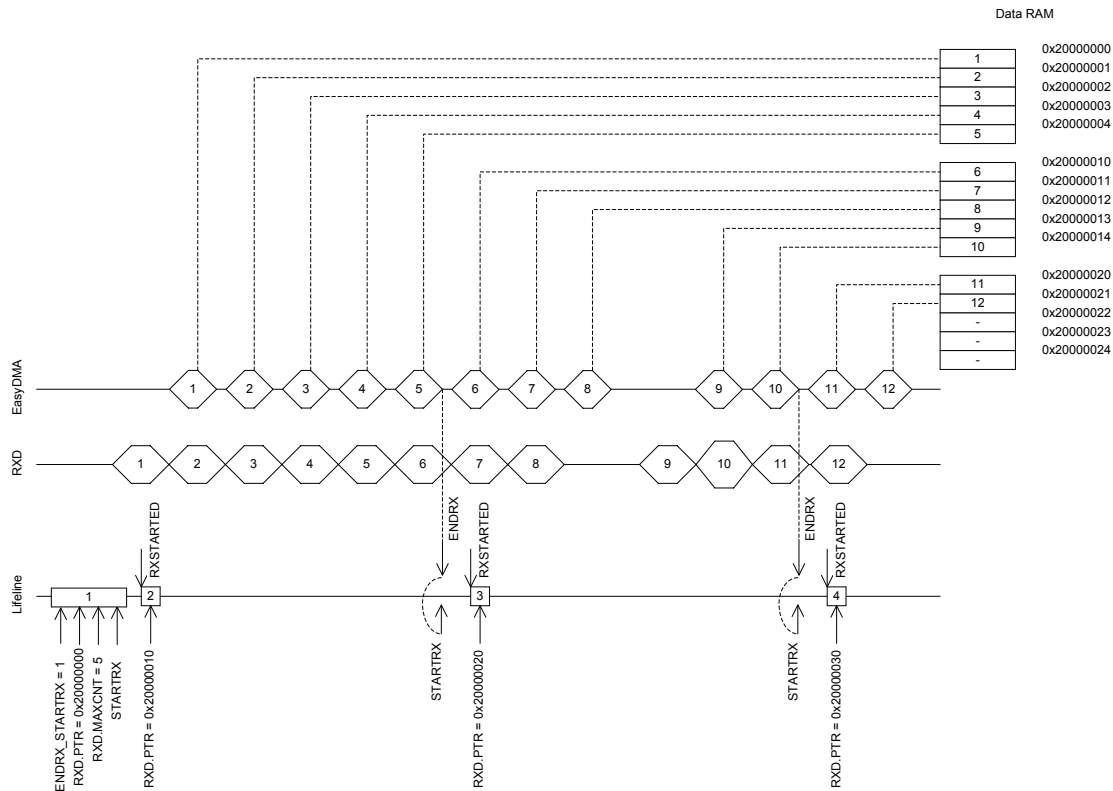 Data RAM
1 0x20000000
2 0x20000001
3 0x20000002
4 0x20000003
5 0x20000004
6 0x20000010
7 0x20000011
8 0x20000012
9 0x20000013
10 0x20000014
11 0x20000020
12 0x20000021
- 0x20000022
- 0x20000023
- 0x20000024
EasyDMA
1 2 3 4 5 6 7 8 9 10 11 12
RXD
1 2 3 4 5 6 7 8 9 10 11 12
RXSTARTED
ENDRX
RXSTARTED
ENDRX
RXSTARTED
Lifeline
1 2 3 4
ENDRX_STARTRX = 1
RXD.PTR = 0x20000000
RXD.MAXCNT = 5
STARTRX
RXD.PTR = 0x20000010
STARTRX
RXD.PTR = 0x20000020
STARTRX
RXD.PTR = 0x20000030